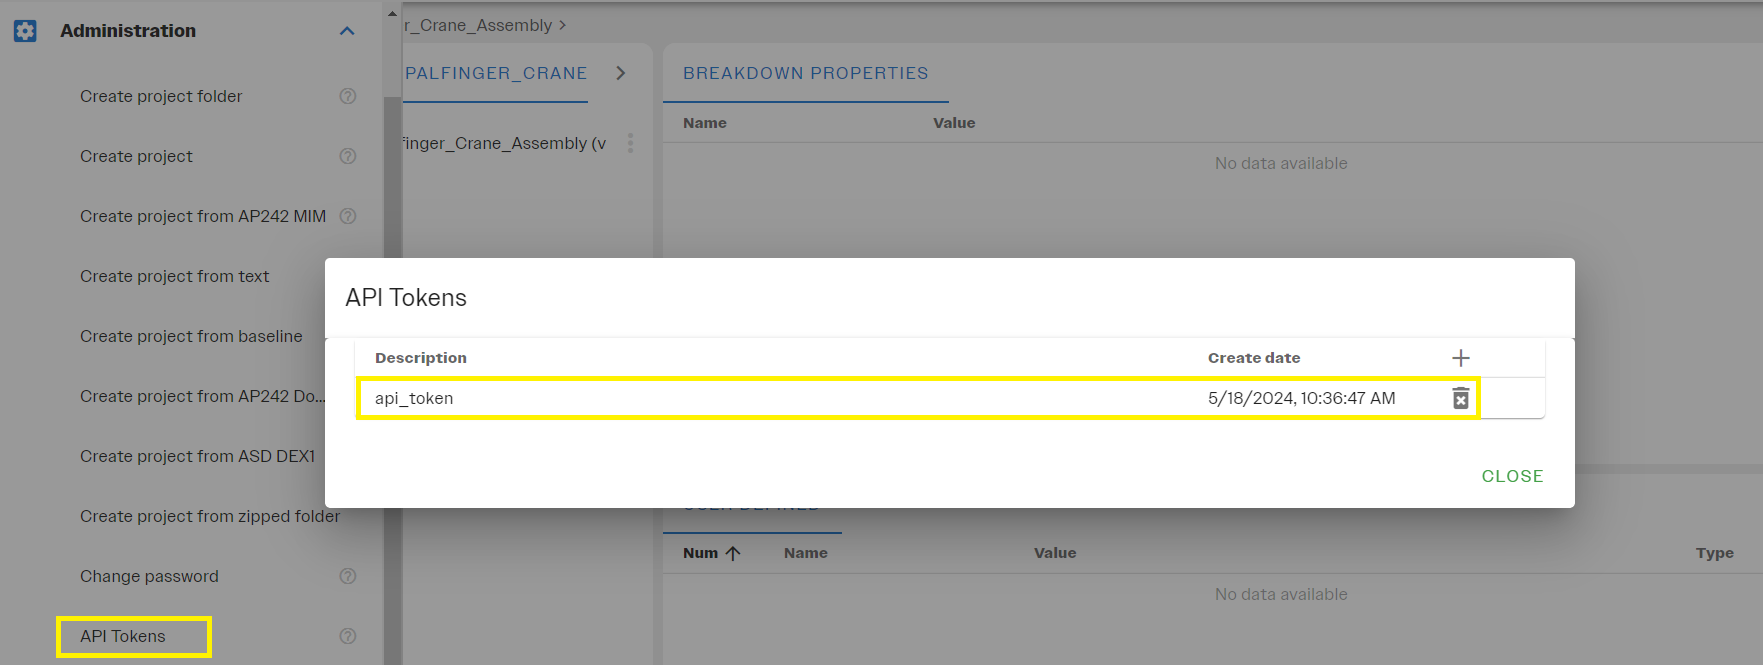 Administration
Create project folder
Create project
Create project from AP242 MIM
Create project from text
Create project from baseline
Create project from AP242 Do...
Create project from ASD DEX1
Create project from zipped folder
Change password
API Tokens
r_Crane_Assembly
PALFINGER_CRANE
finger_Crane_Assembly (v
BREAKDOWN PROPERTIES
Name Value
No data available
API Tokens
Description Create date
api_token 5/18/2024, 10:36:47 AM
CLOSE
Num Name Value Type
No data available